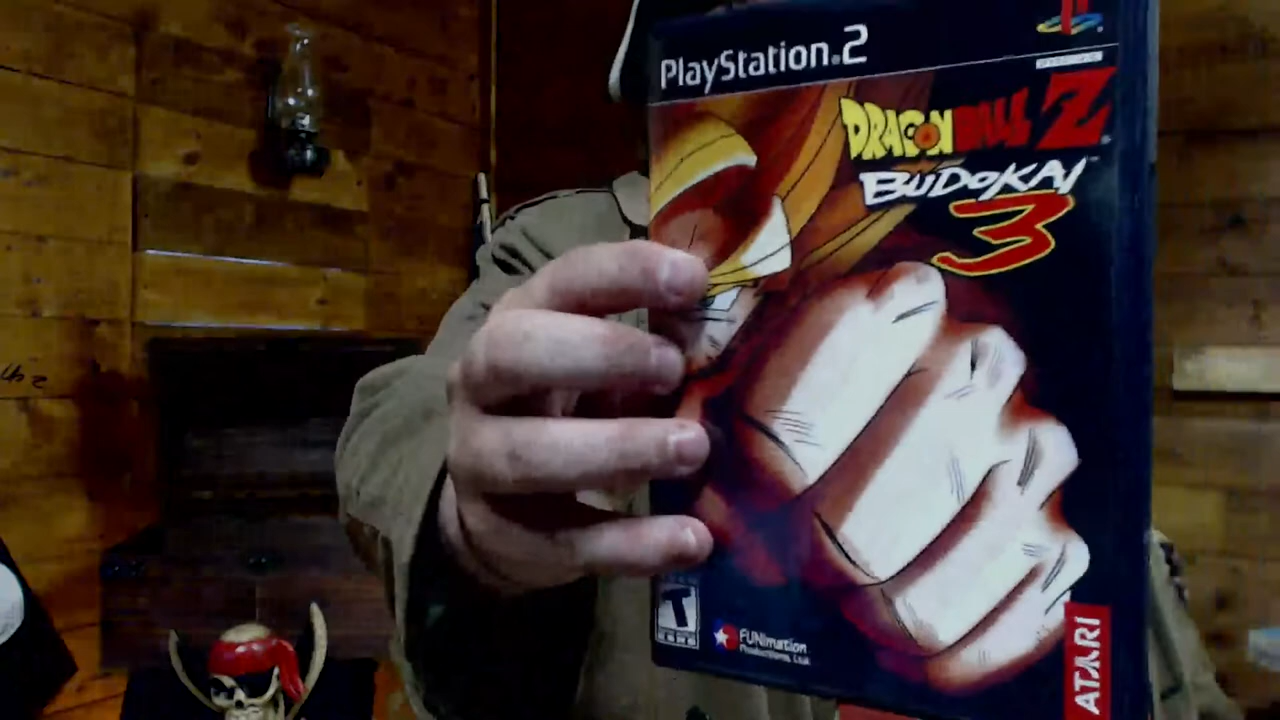 PlayStation.2
DRAGON BALL Z
BUDOKAI
3
T
FUNimation
Productions, Ltd.
ATARI